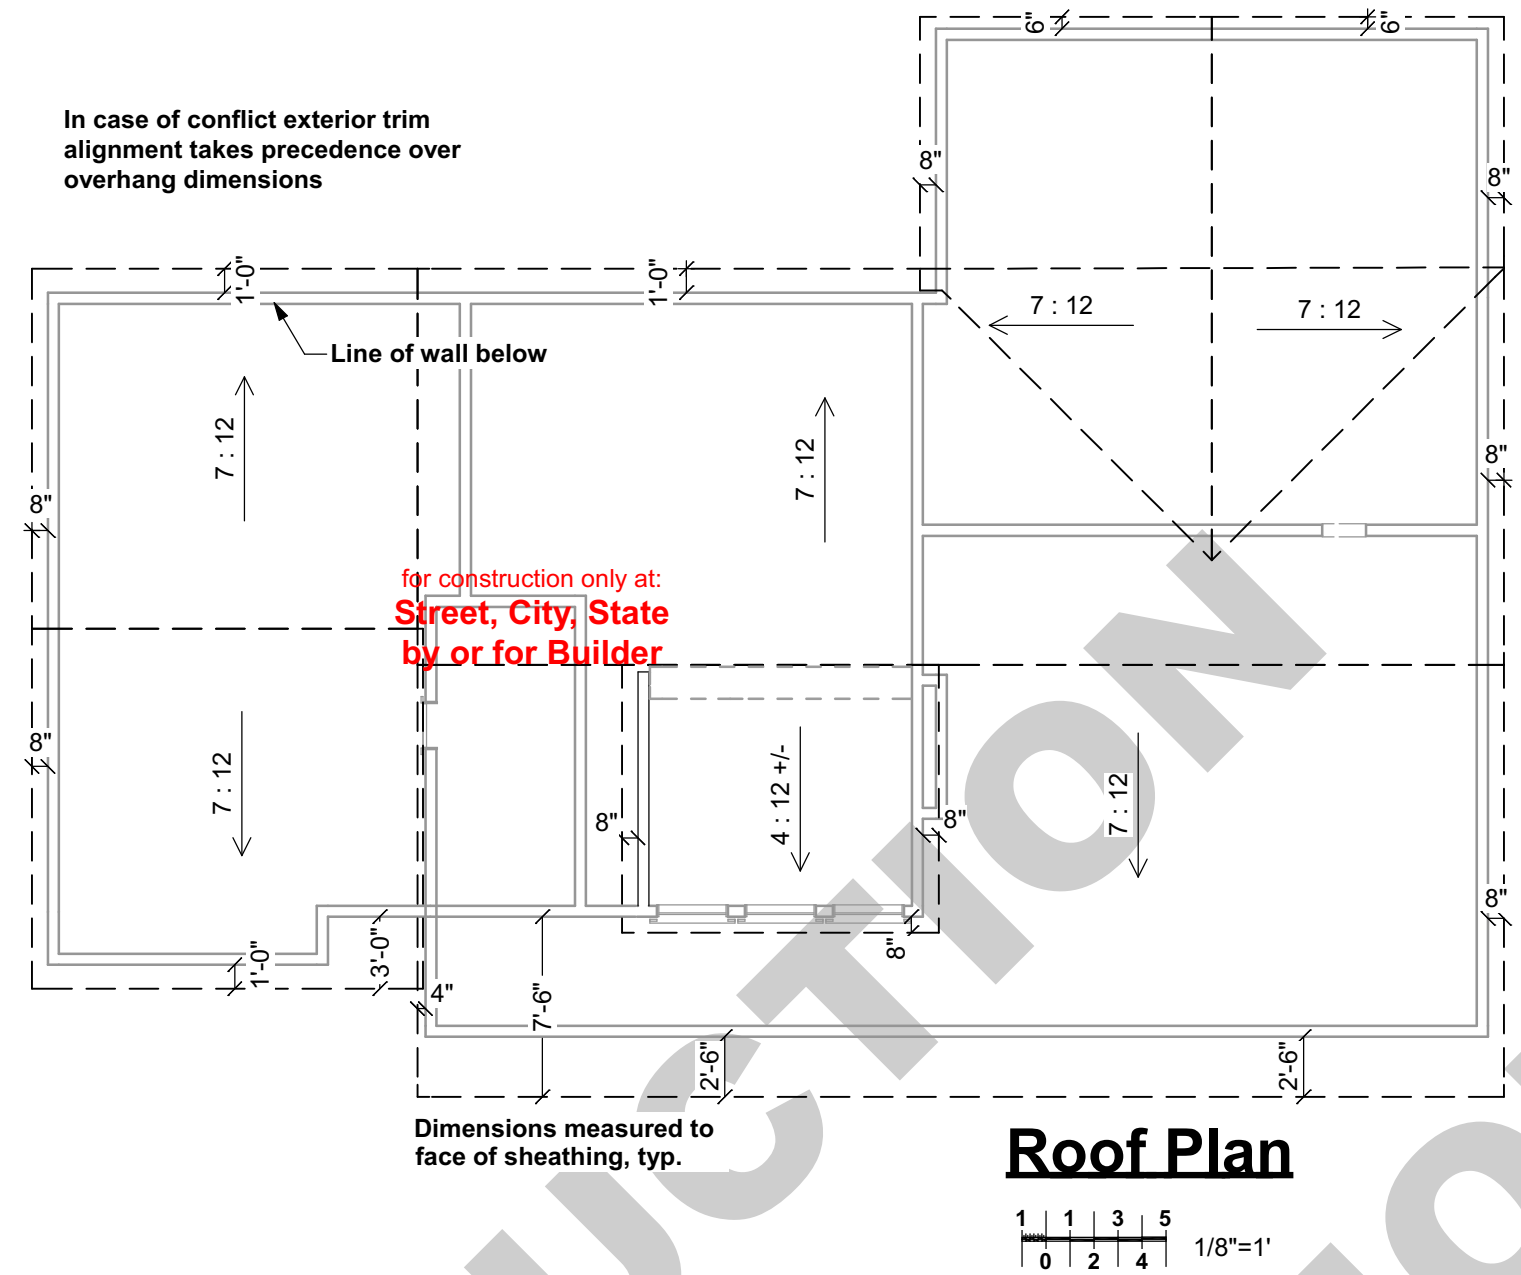 6"
6"
In case of conflict exterior trim
alignment takes precedence over
overhang dimensions
8"
8"
1'-0"
1'-0"
7 : 12
7 : 12
Line of wall below
7 : 12
7 : 12
8"
8"
for construction only at:
Street, City, State
by or for Builder
8"
7 : 12
4 : 12 +/-
7 : 12
8"
8"
8"
1'-0"
3'-0"
8"
4"
7'-6"
2'-6"
2'-6"
Dimensions measured to
face of sheathing, typ.
Roof Plan
1 1 3 5
0 2 4
1/8"=1'
UCTION